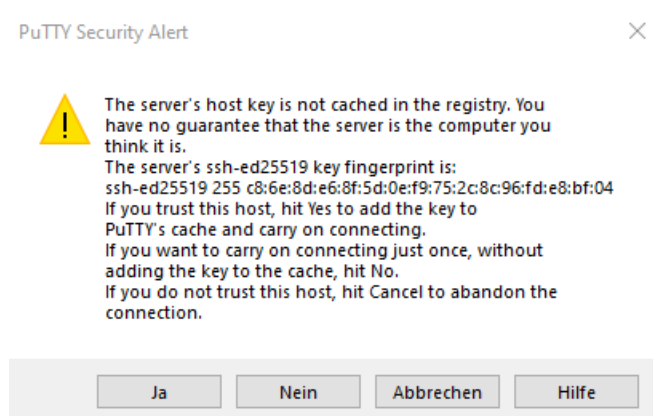 PuTTY Security Alert
The server's host key is not cached in the registry. You
have no guarantee that the server is the computer you
think it is.
The server's ssh-ed25519 key fingerprint is:
ssh-ed25519 255 c8:6e:8d:e6:8f:5d:0e:f9:75:2c:8c:96:fd:e8:bf:04
If you trust this host, hit Yes to add the key to
PuTTY's cache and carry on connecting.
If you want to carry on connecting just once, without
adding the key to the cache, hit No.
If you do not trust this host, hit Cancel to abandon the
connection.
Ja Nein Abbrechen Hilfe